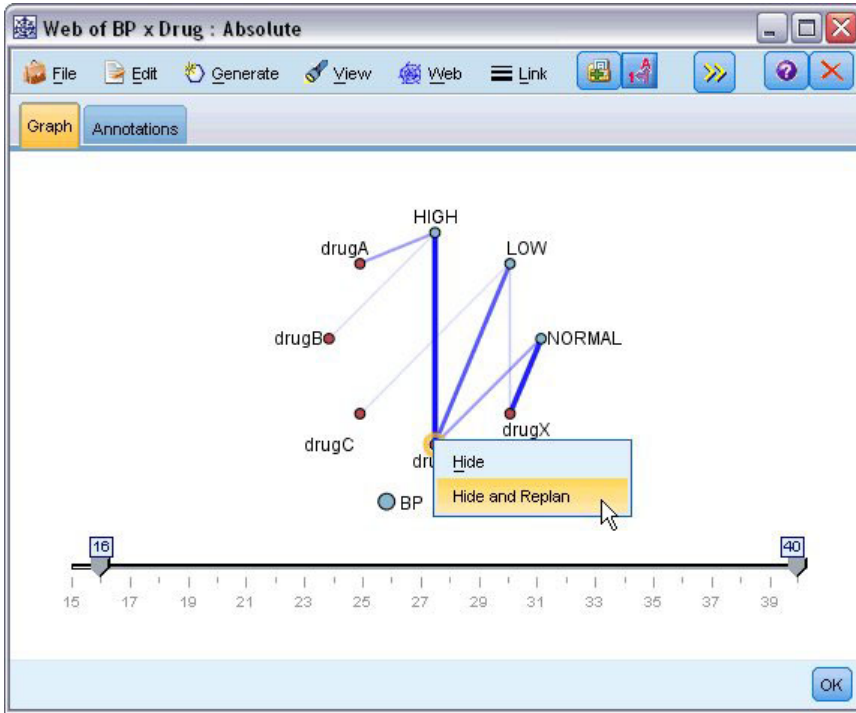 Web of BP x Drug : Absolute
File Edit Generate View Web Link
Graph Annotations
HIGH
drugA
LOW
drugB
NORMAL
drugC
drugX
Hide
Hide and Replan
BP
16 40
15 17 19 21 23 25 27 29 31 33 35 37 39
OK